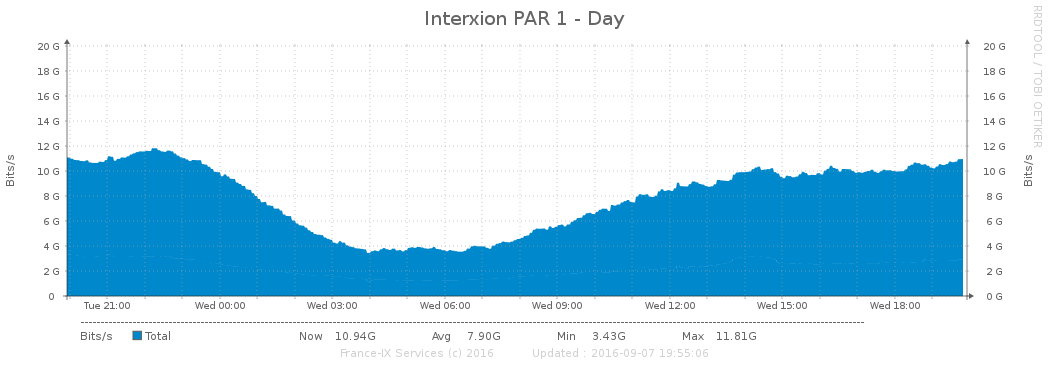 Interxion PAR 1 - Day
RRDTOOL / TOBI OETIKER
Bits/s
20 G 20 G
18 G 18 G
16 G 16 G
14 G 14 G
12 G 12 G
10 G 10 G
8 G 8 G
6 G 6 G
4 G 4 G
2 G 2 G
0 0 G
Bits/s
Tue 21:00 Wed 00:00 Wed 03:00 Wed 06:00 Wed 09:00 Wed 12:00 Wed 15:00 Wed 18:00
Bits/s Total Now 10.94G Avg 7.90G Min 3.43G Max 11.81G
France-IX Services (c) 2016 Updated : 2016-09-07 19:55:06